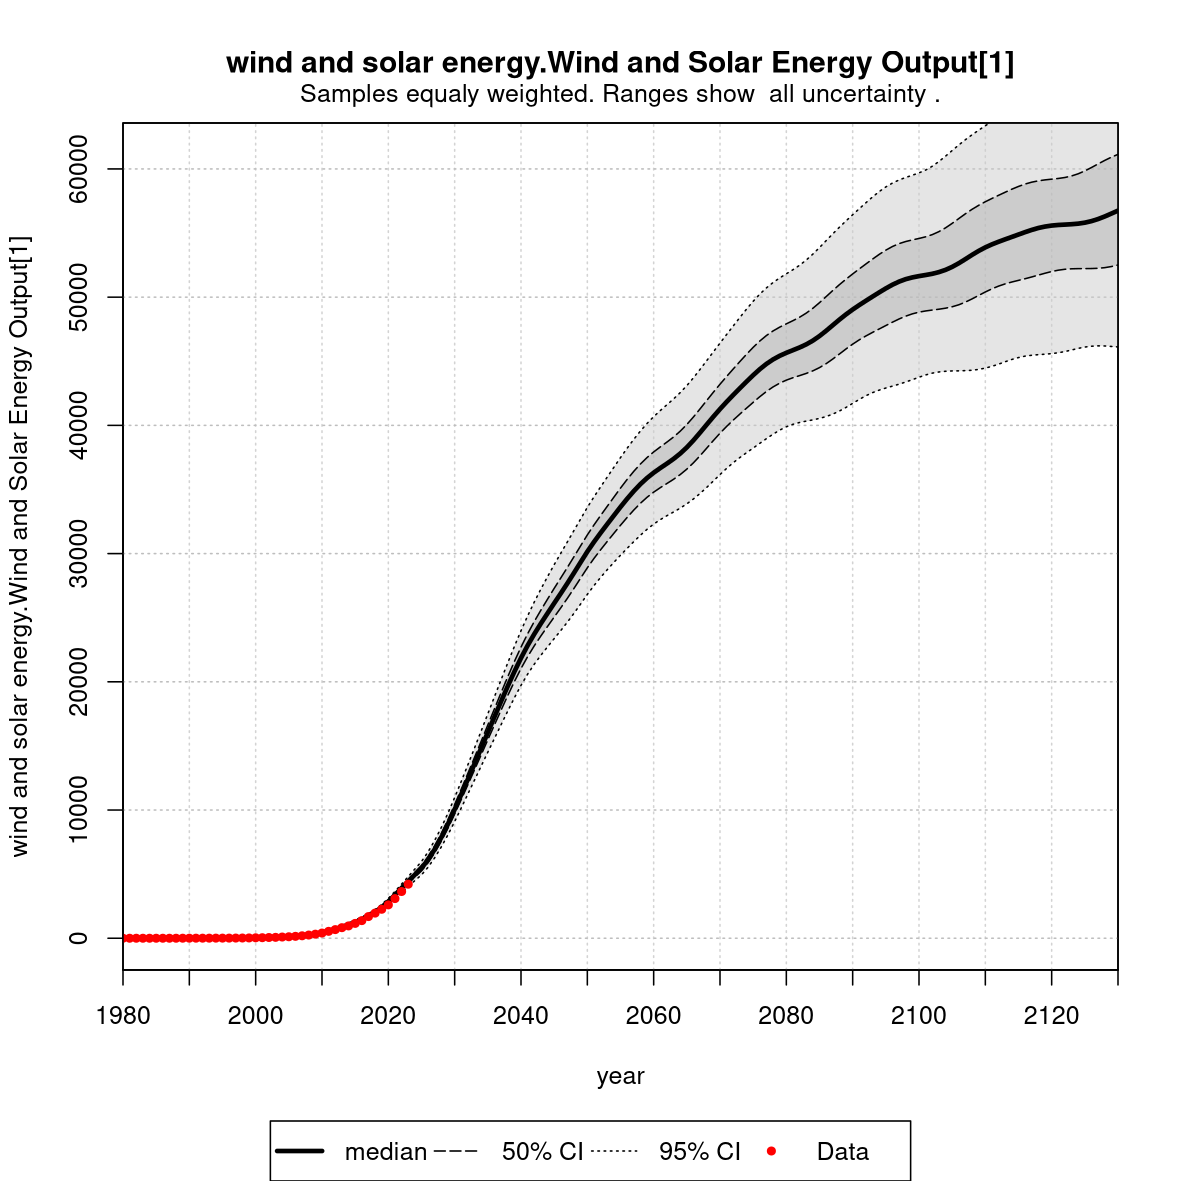 wind and solar energy.Wind and Solar Energy Output[1]
Samples equaly weighted. Ranges show  all uncertainty .
wind and solar energy.Wind and Solar Energy Output[1]
60000
50000
40000
30000
20000
10000
0
1980 2000 2020 2040 2060 2080 2100 2120
year
median 50% CI 95% CI Data